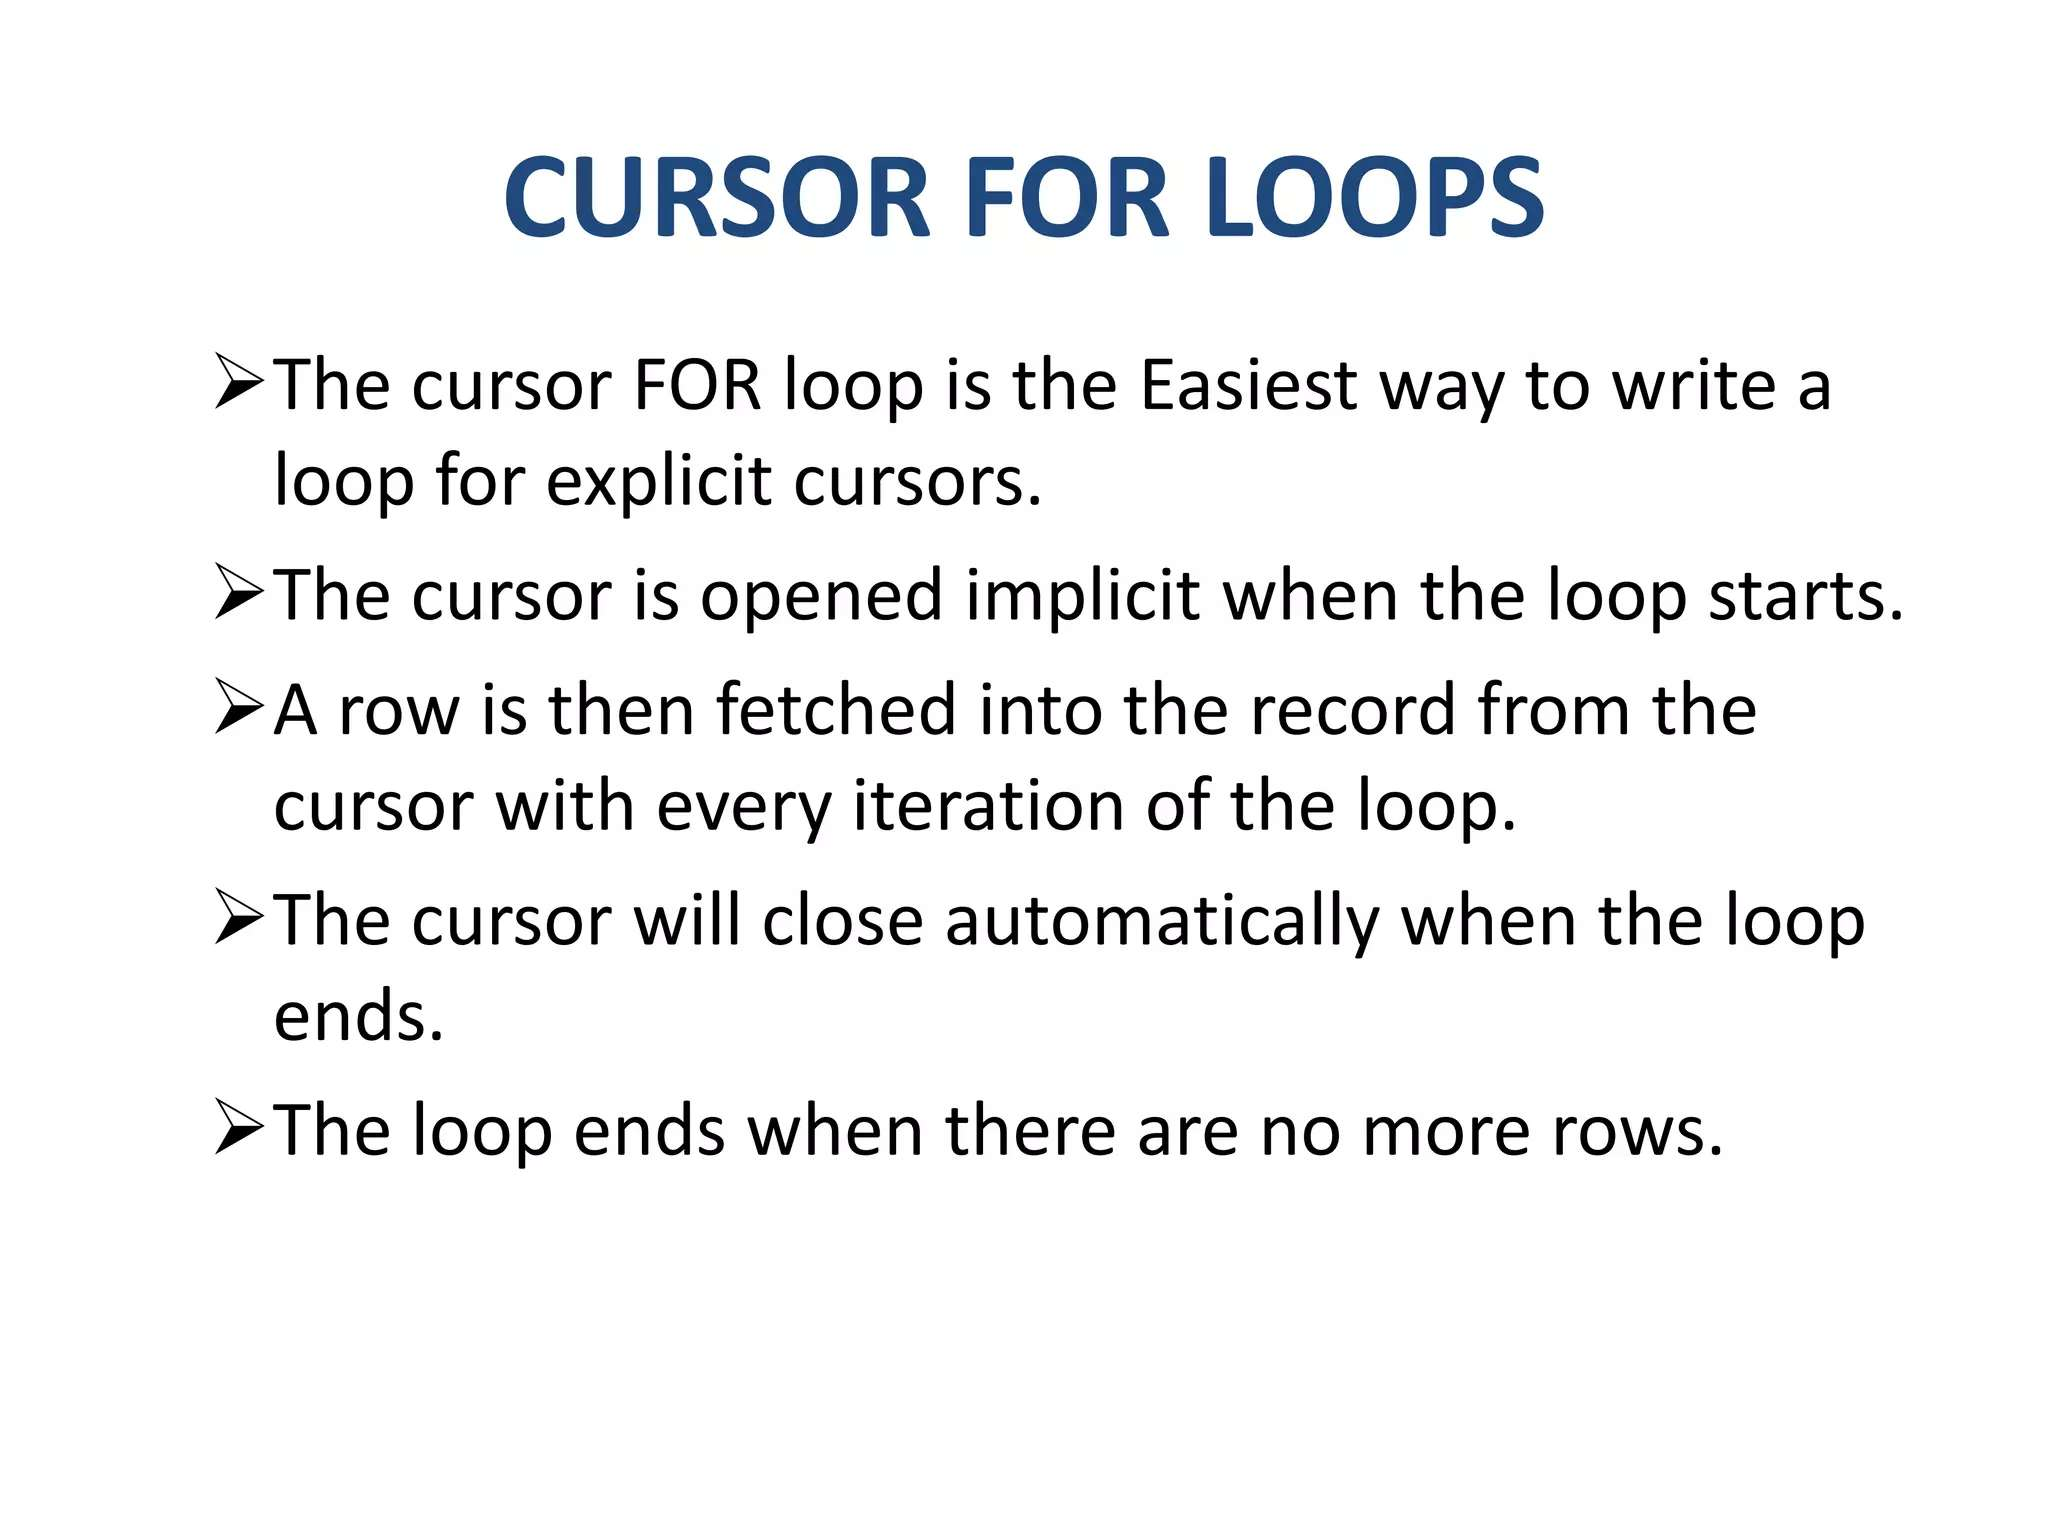 CURSOR FOR LOOPS
➢The cursor FOR loop is the Easiest way to write a
loop for explicit cursors.
➢The cursor is opened implicit when the loop starts.
➢A row is then fetched into the record from the
cursor with every iteration of the loop.
➢The cursor will close automatically when the loop
ends.
➢The loop ends when there are no more rows.